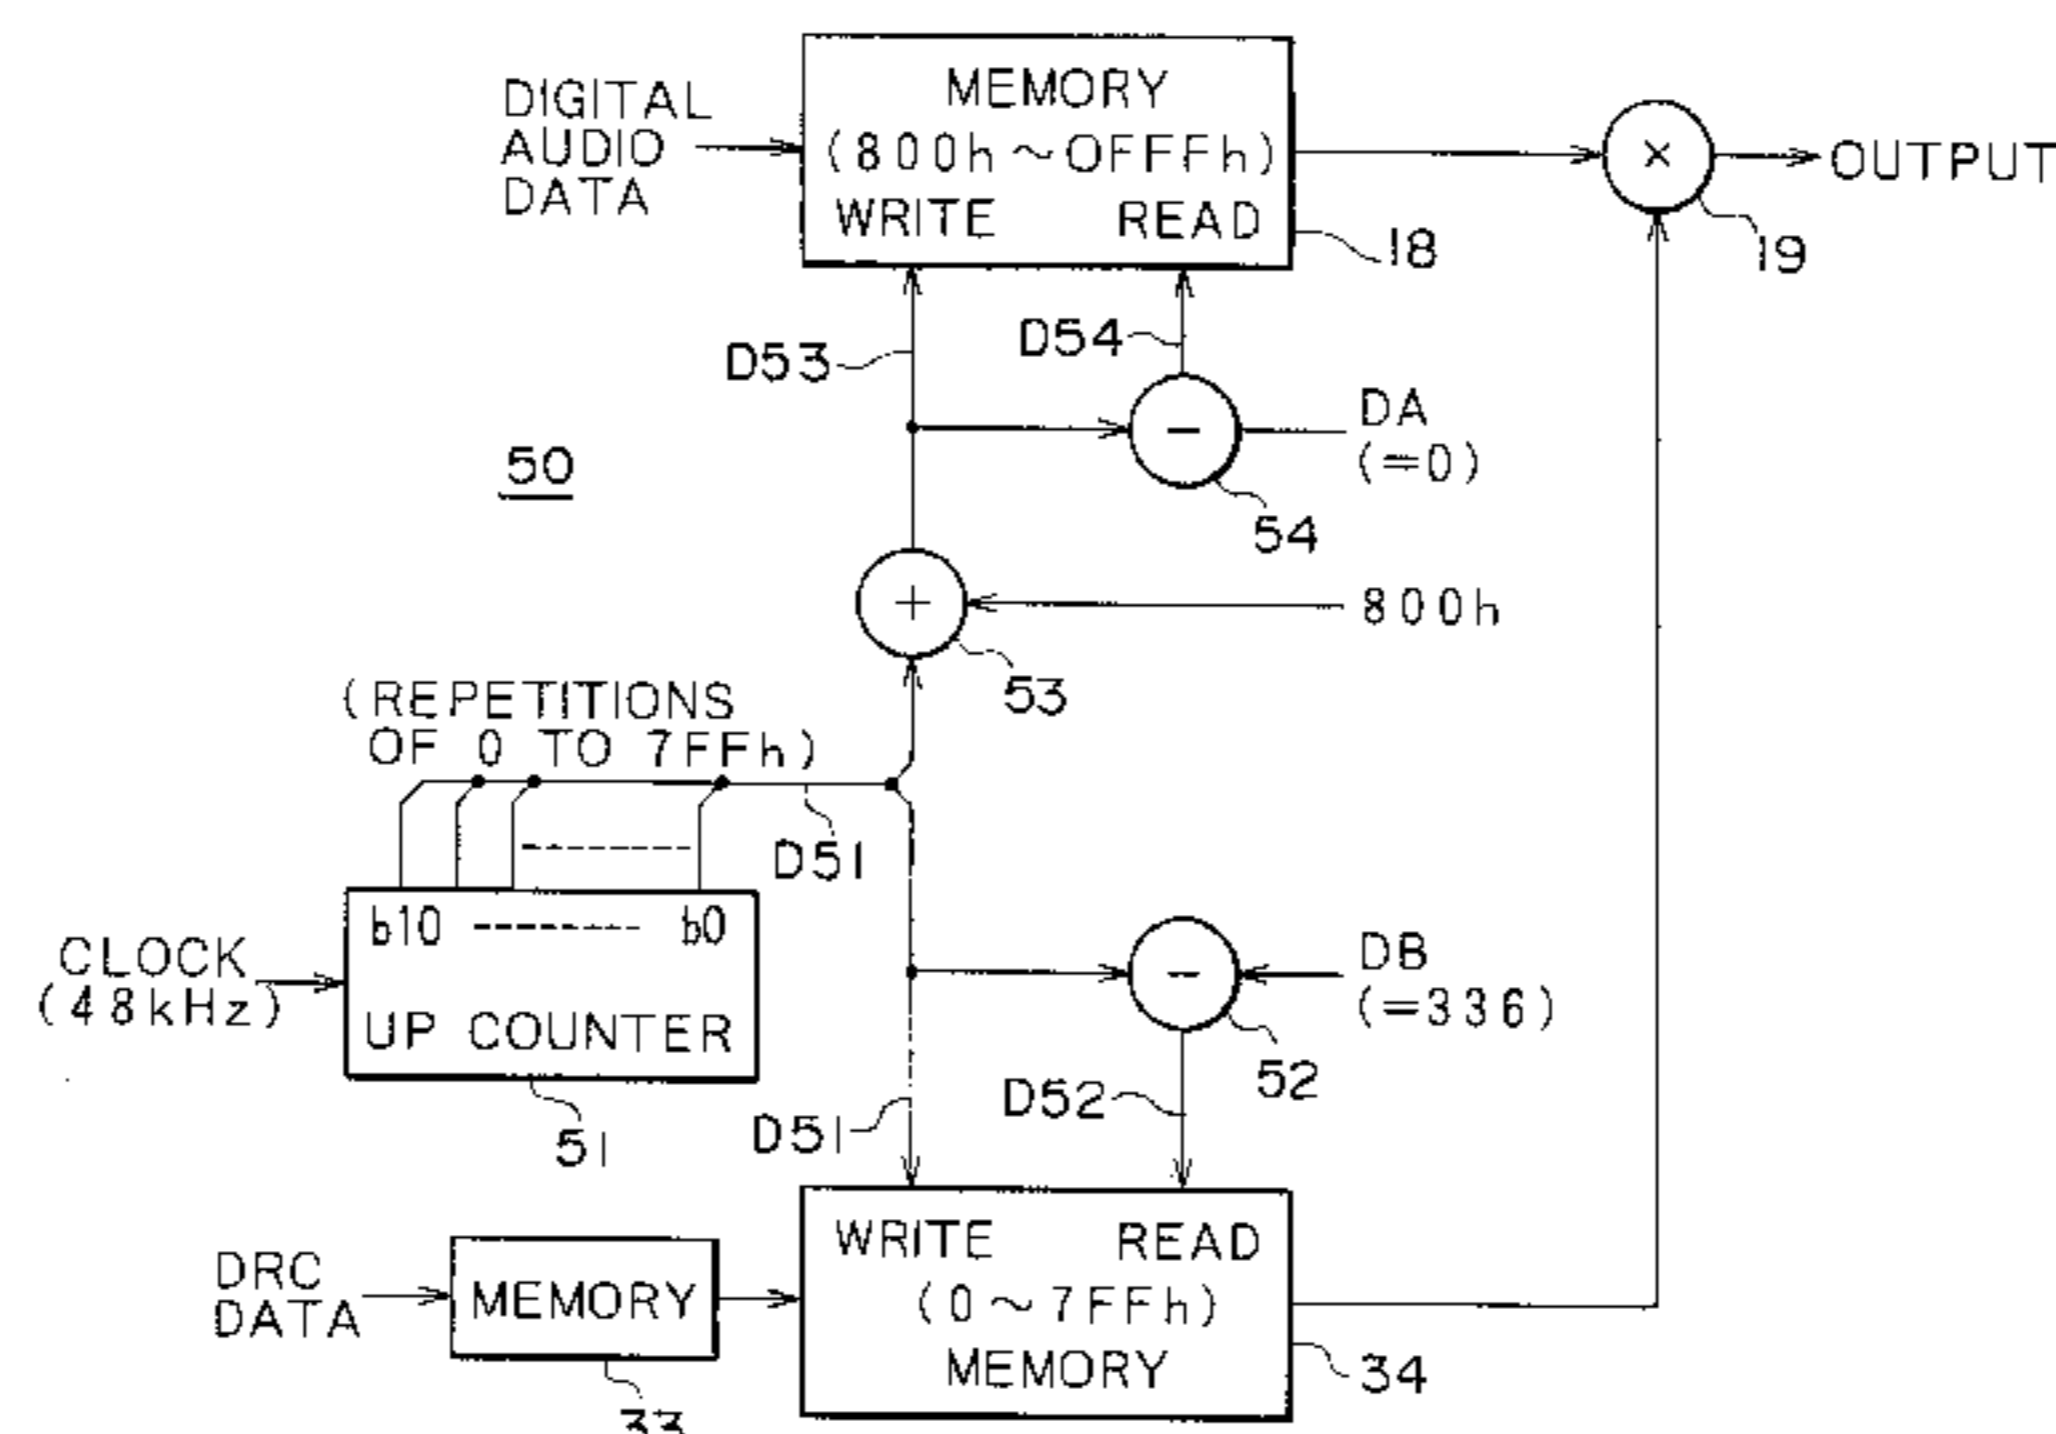 DIGITAL
AUDIO
DATA
MEMORY
(800h~0FFFh)
WRITE READ
18
×
OUTPUT
19
D53
D54
DA
(=0)
-
54
50
+
800h
53
(REPETITIONS
OF 0 TO 7FFh)
D51
b10 ------- b0
CLOCK
(48kHz)
UP COUNTER
51
-
DB
(=336)
52
D51
D52
WRITE READ
(0~7FFh)
MEMORY
34
DRC
DATA
MEMORY
33